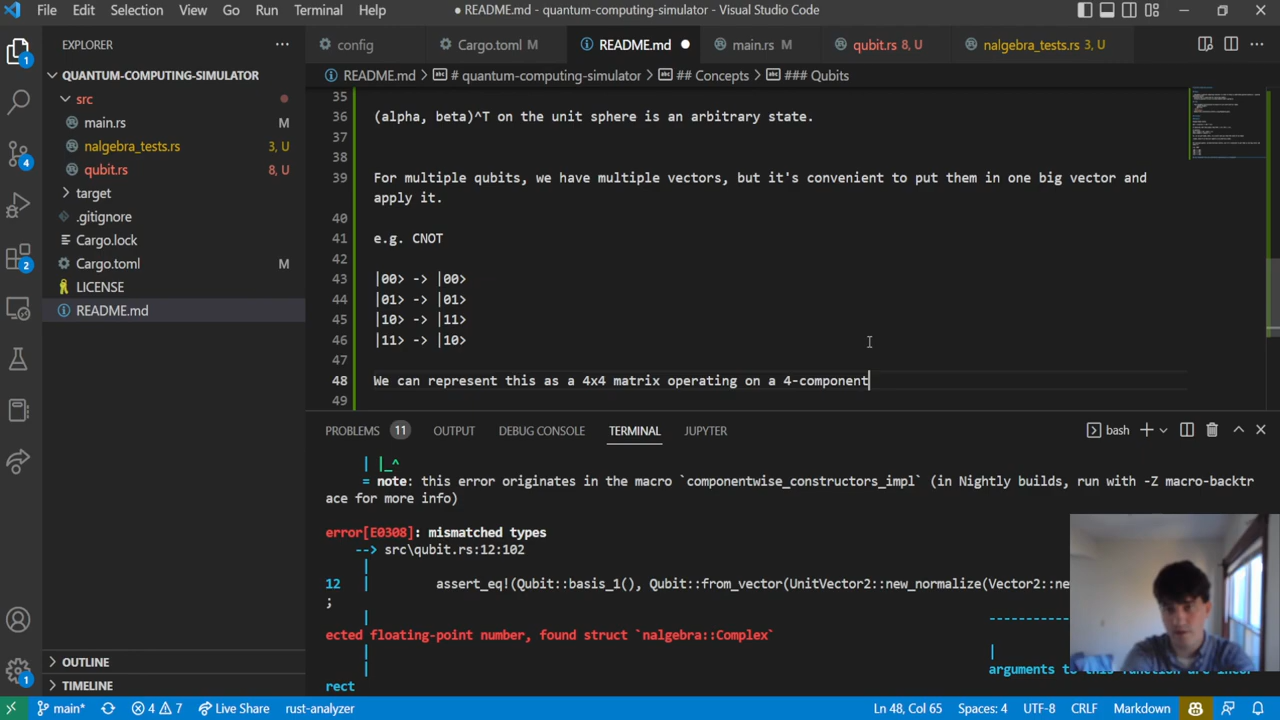 File Edit Selection View Go Run Terminal Help ● README.md - quantum-computing-simulator - Visual Studio Code
EXPLORER ···
config Cargo.toml M README.md ● main.rs M qubit.rs 8, U nalgebra_tests.rs 3, U
QUANTUM-COMPUTING-SIMULATOR
README.md > # quantum-computing-simulator > ## Concepts > ### Qubits
src
main.rs M
nalgebra_tests.rs 3, U
qubit.rs 8, U
target
.gitignore
Cargo.lock
Cargo.toml M
LICENSE
README.md
1
4
2
35
36 (alpha, beta)^T on the unit sphere is an arbitrary state.
37
38
39 For multiple qubits, we have multiple vectors, but it's convenient to put them in one big vector and
apply it.
40
41 e.g. CNOT
42
43 |00> -> |00>
44 |01> -> |01>
45 |10> -> |11>
46 |11> -> |10>
47
48 We can represent this as a 4x4 matrix operating on a 4-component
49
PROBLEMS 11 OUTPUT DEBUG CONSOLE TERMINAL JUPYTER bash
| |_^
= note: this error originates in the macro `componentwise_constructors_impl` (in Nightly builds, run with -Z macro-backtr
ace for more info)
error[E0308]: mismatched types
--> src\qubit.rs:12:102
|
12 | assert_eq!(Qubit::basis_1(), Qubit::from_vector(UnitVector2::new_normalize(Vector2::ne
;
| ------------
ected floating-point number, found struct `nalgebra::Complex`
| |
| arguments to this function are incor
rect
OUTLINE
TIMELINE
1
main* 4 7 Live Share rust-analyzer Ln 48, Col 65 Spaces: 4 UTF-8 CRLF Markdown